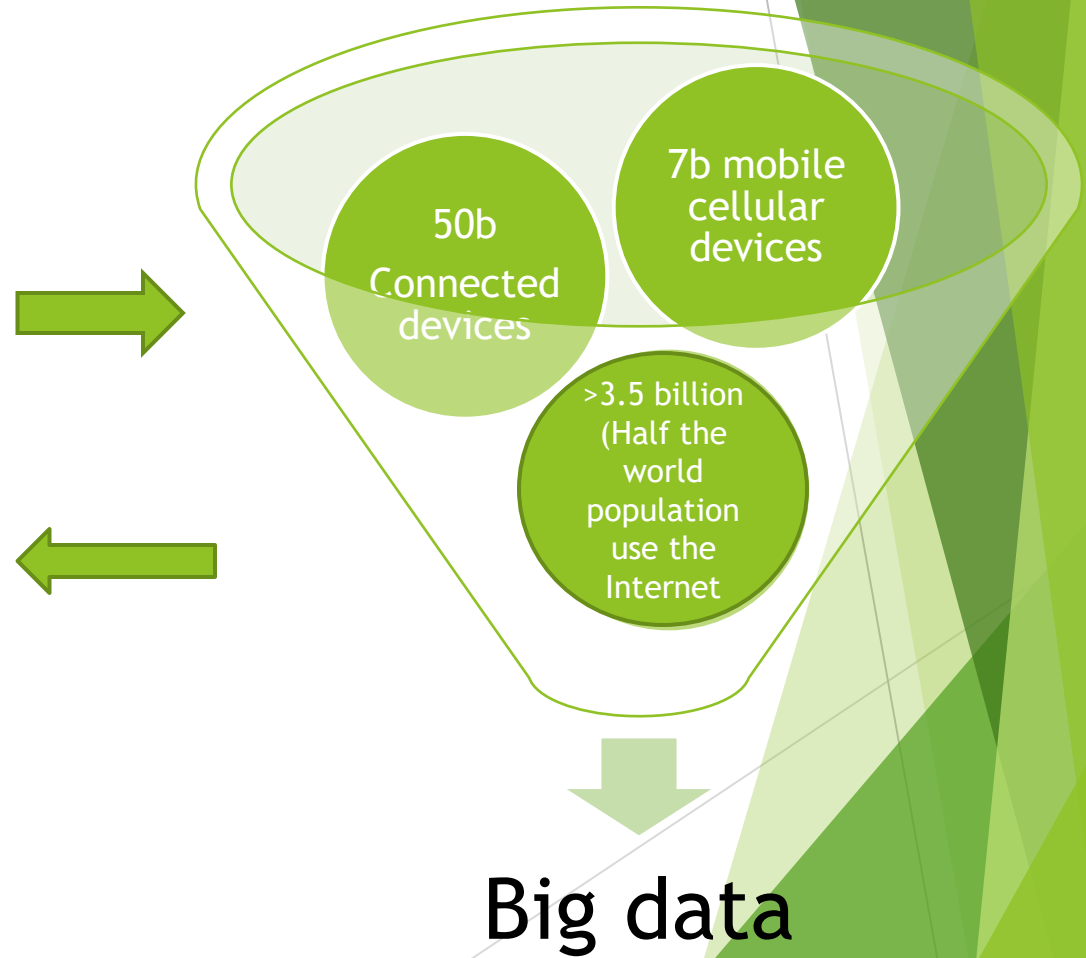 50b
Connected
devices
7b mobile
cellular
devices
>3.5 billion
(Half the
world
population
use the
Internet
Big data